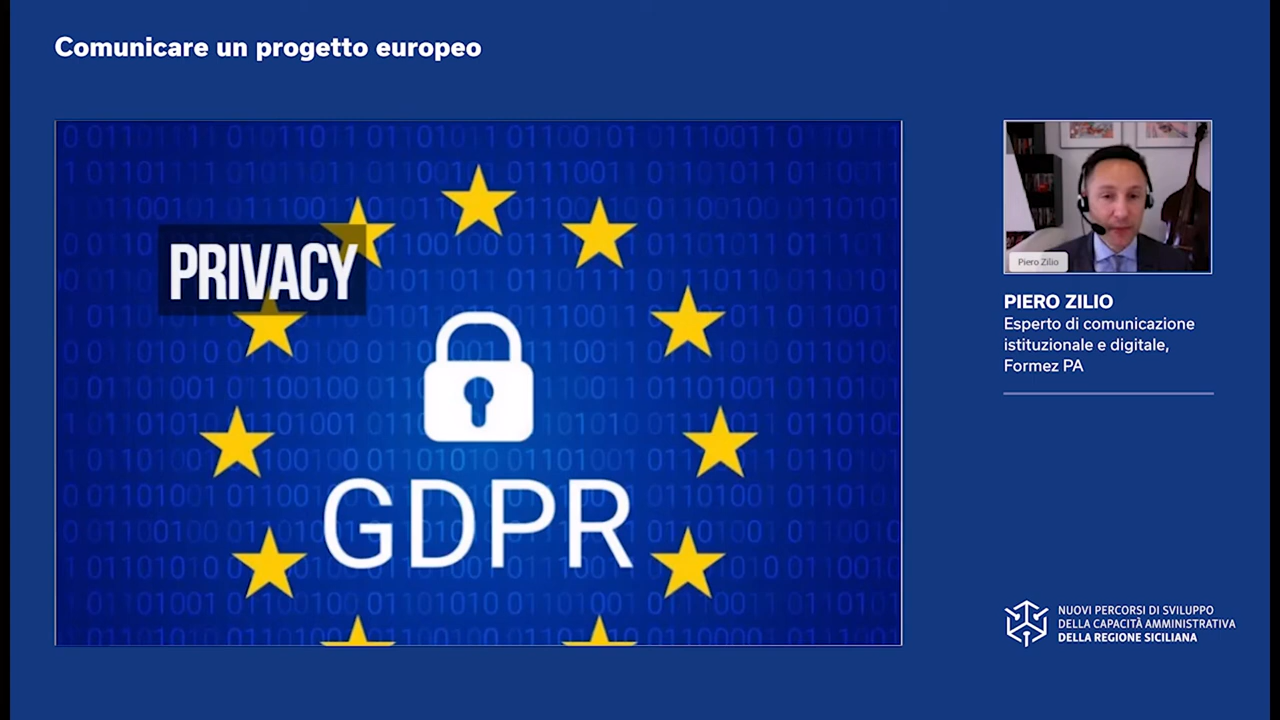 Comunicare un progetto europeo
PRIVACY
GDPR
Piero Zilio
PIERO ZILIO
Esperto di comunicazione
istituzionale e digitale,
Formez PA
NUOVI PERCORSI DI SVILUPPO
DELLA CAPACITÀ AMMINISTRATIVA
DELLA REGIONE SICILIANA